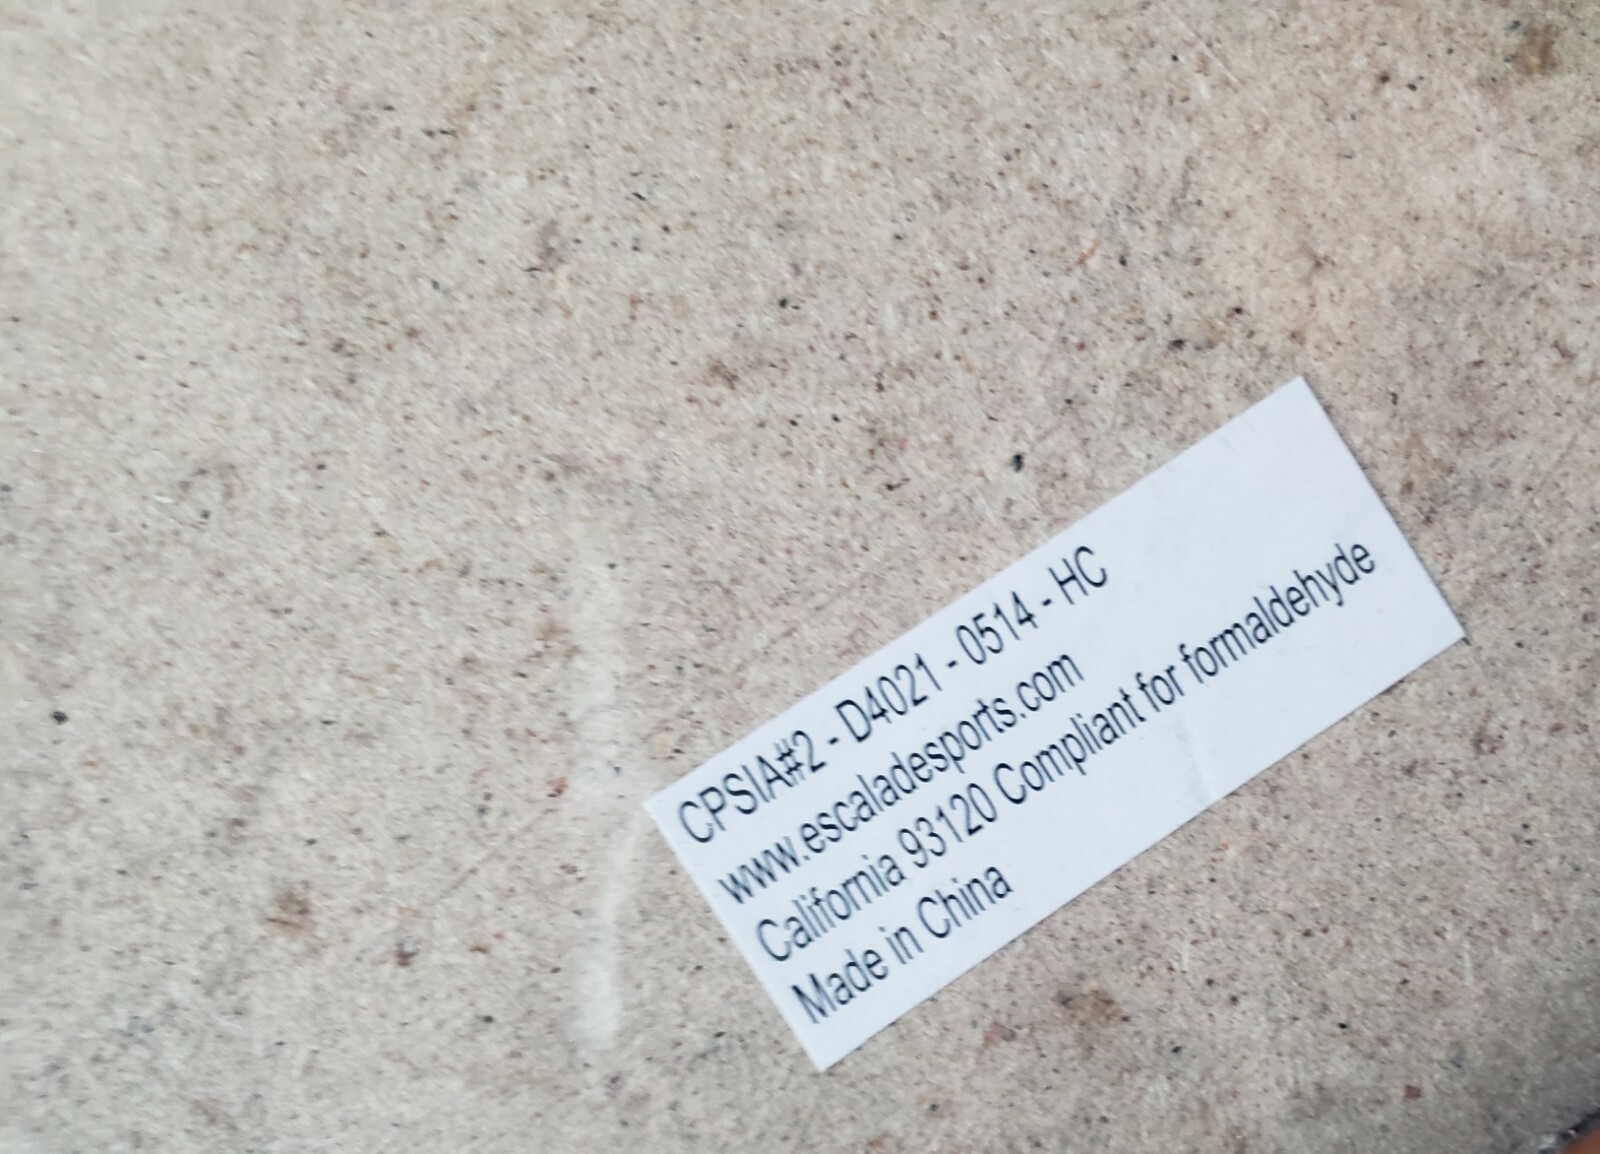 CPSIA#2 - D4021 - 0514 - HC
www.escaladesports.com
California 93120 Compliant for formaldehyde
Made in China